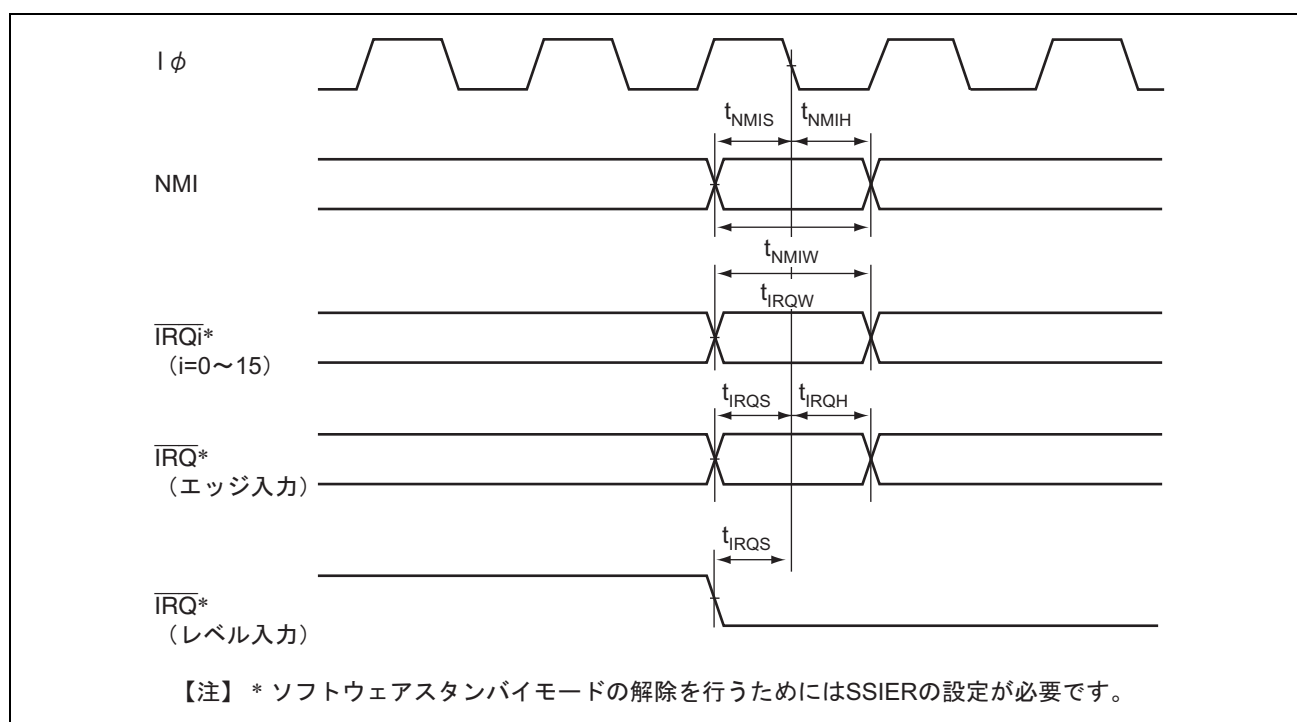 Iφ
tNMIS tNMIH
NMI
tNMIW
tIRQW
IRQi*
（i=0～15）
tIRQS tIRQH
IRQ*
（エッジ入力）
tIRQS
IRQ*
（レベル入力）
【注】 * ソフトウェアスタンバイモードの解除を行うためにはSSIERの設定が必要です。